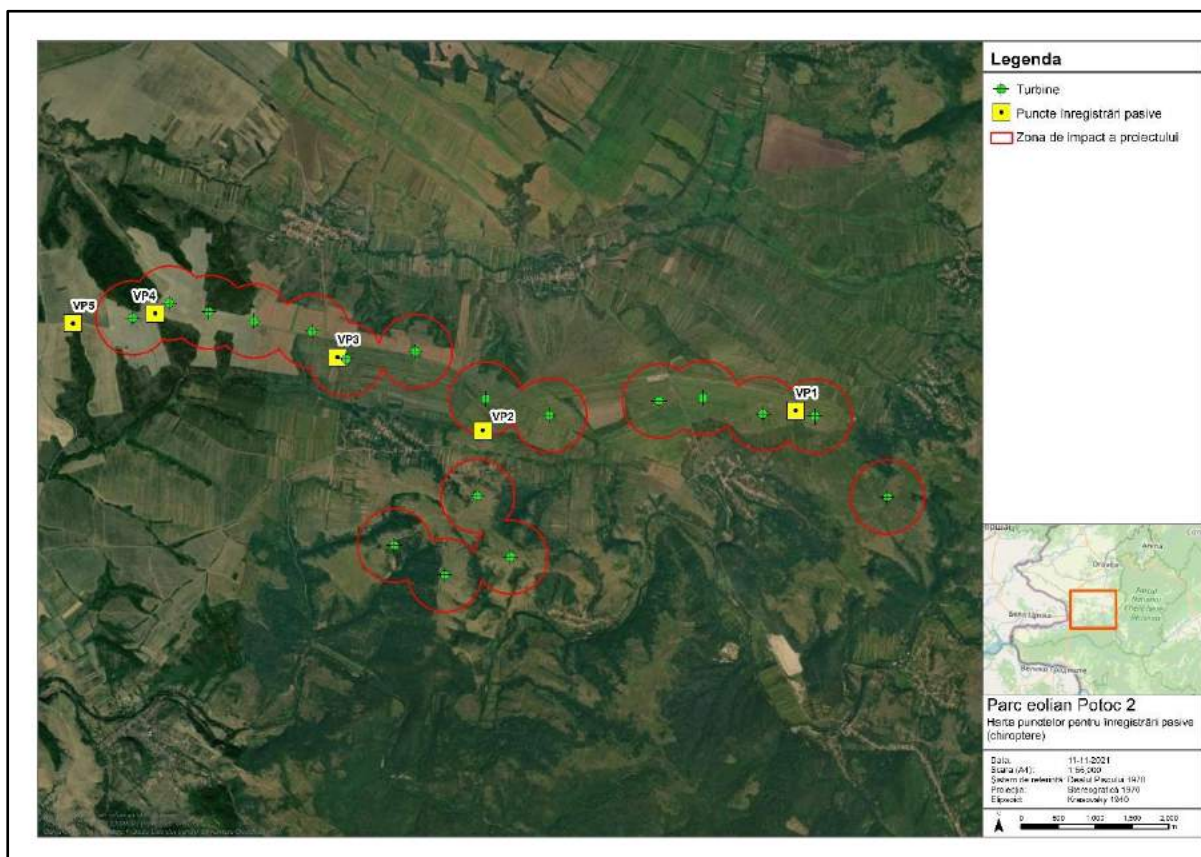 Legenda
Turbine
Puncte înregistrări pasive
Zona de impact a proiectului
VP5
VP4
VP3
VP2
VP1
Parc eolian Potoc 2
Harta punctelor pentru înregistrări pasive
(chiroptere)
Data: 11-11-2021
Scara (A4): 1:55,000
Sistem de referință: Dealul Piscului 1970
Proiecție: Stereografică 1970
Elipsoid: Krasovsky 1940
N
0 500 1,000 1,500 2,000
m